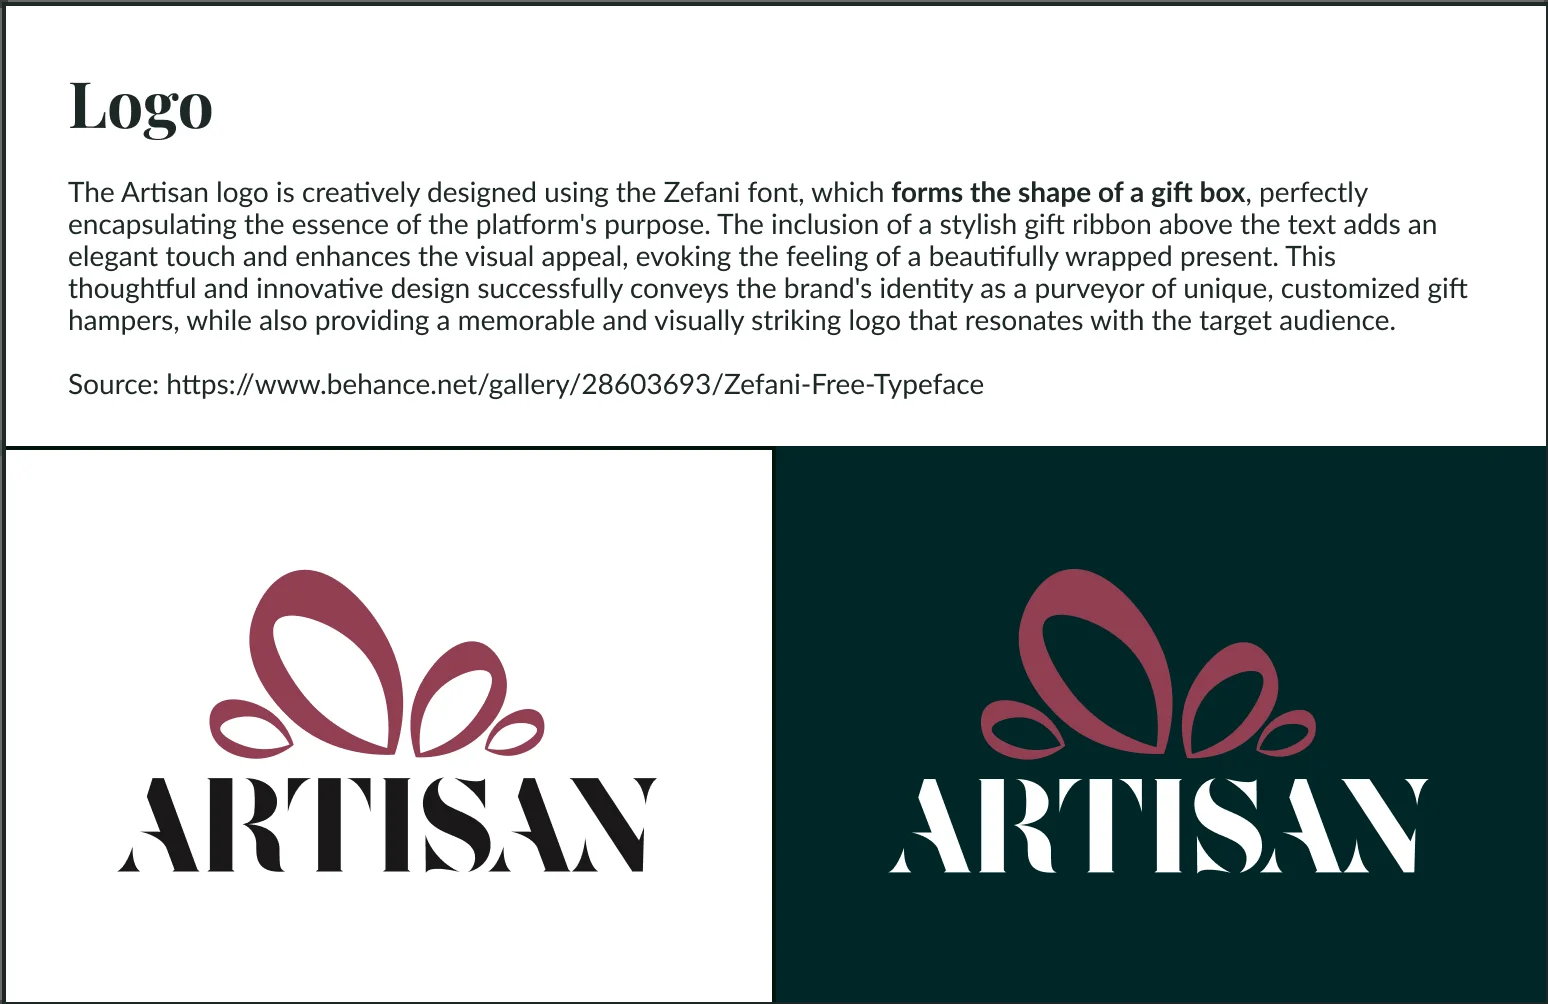 Logo
The Artisan logo is creatively designed using the Zefani font, which forms the shape of a gift box, perfectly
encapsulating the essence of the platform's purpose. The inclusion of a stylish gift ribbon above the text adds an
elegant touch and enhances the visual appeal, evoking the feeling of a beautifully wrapped present. This
thoughtful and innovative design successfully conveys the brand's identity as a purveyor of unique, customized gift
hampers, while also providing a memorable and visually striking logo that resonates with the target audience.
Source: https://www.behance.net/gallery/28603693/Zefani-Free-Typeface
ARTISAN
ARTISAN